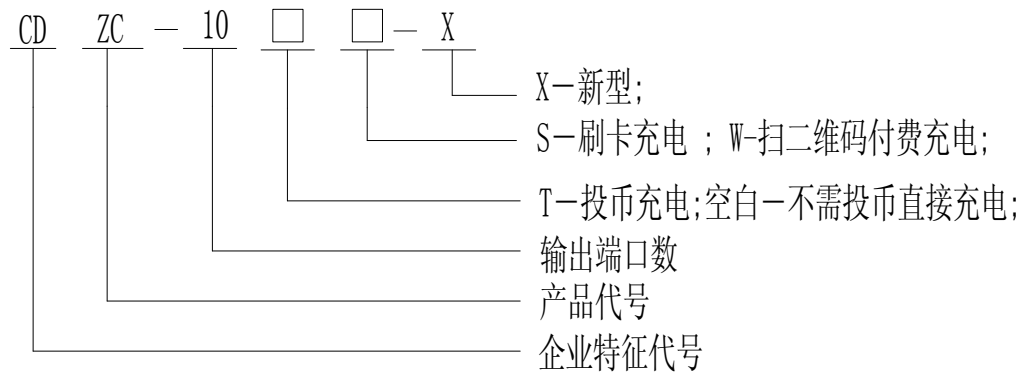 CD ZC - 10 □ □ - X
X-新型;
S-刷卡充电 ; W-扫二维码付费充电;
T-投币充电;空白-不需投币直接充电;
输出端口数
产品代号
企业特征代号